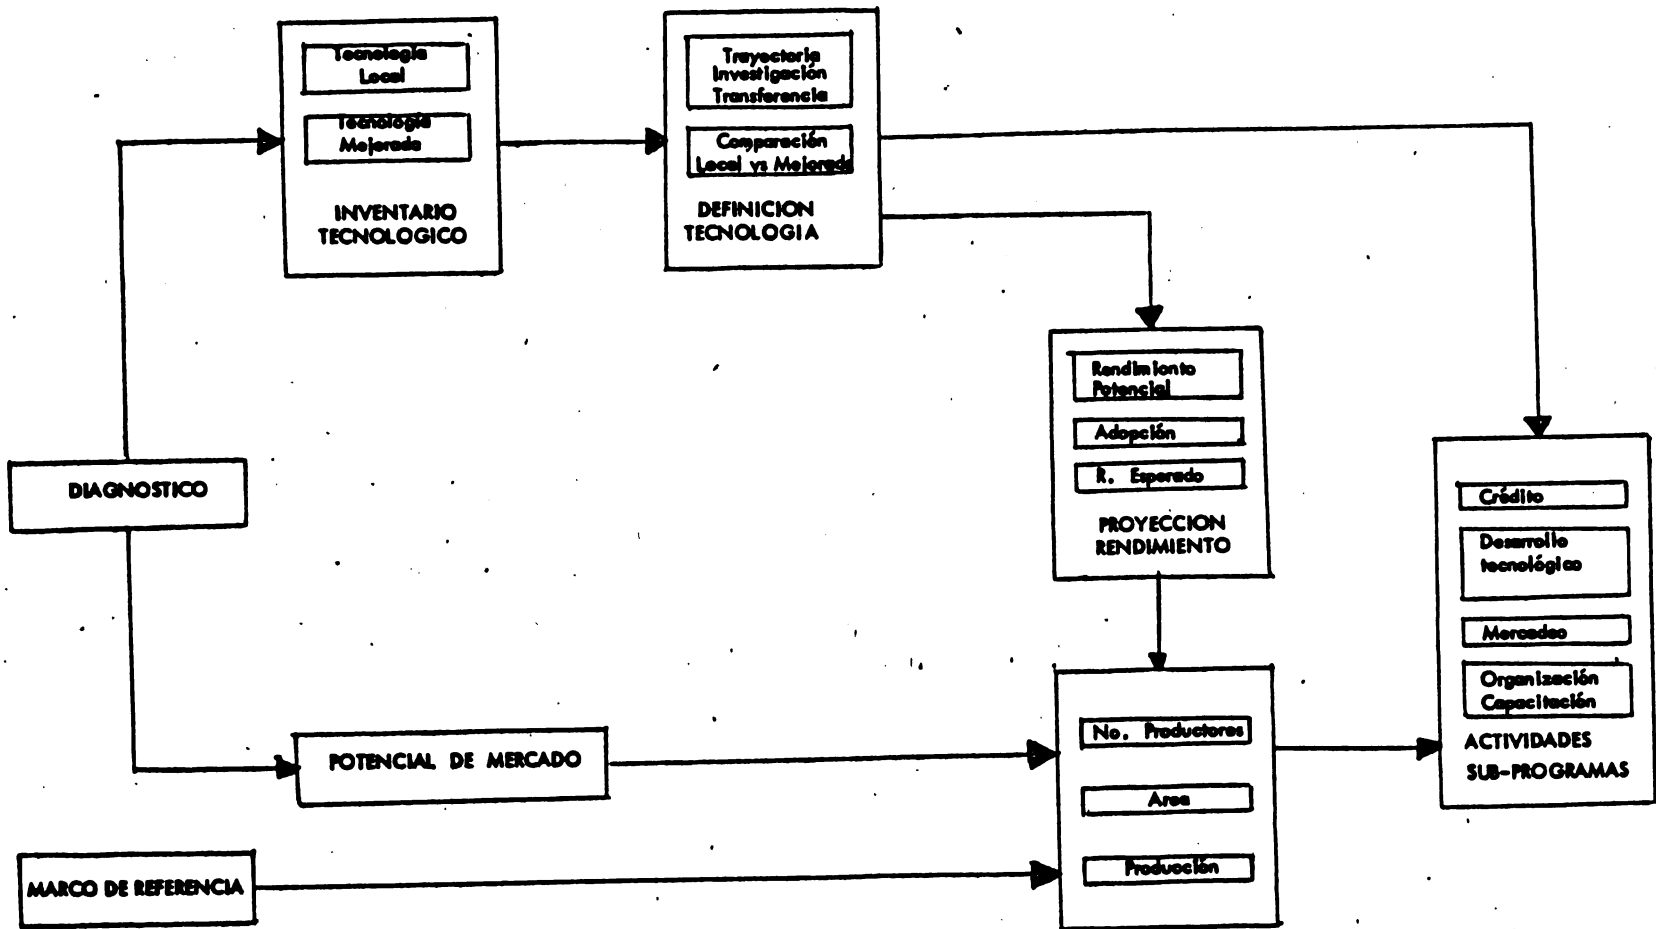 Tecnología
Local
Tecnología
Mejorada
INVENTARIO
TECNOLOGICO
Trayectoria
Investigación
Transferencia
Comparación
Local vs Mejorada
DEFINICION
TECNOLOGIA
Rendimiento
Potencial
Adopción
R. Esperado
PROYECCION
RENDIMIENTO
DIAGNOSTICO
Crédito
Desarrollo
tecnológico
Mercadeo
Organización
Capacitación
ACTIVIDADES
SUB-PROGRAMAS
POTENCIAL DE MERCADO
No. Productores
Area
Producción
MARCO DE REFERENCIA